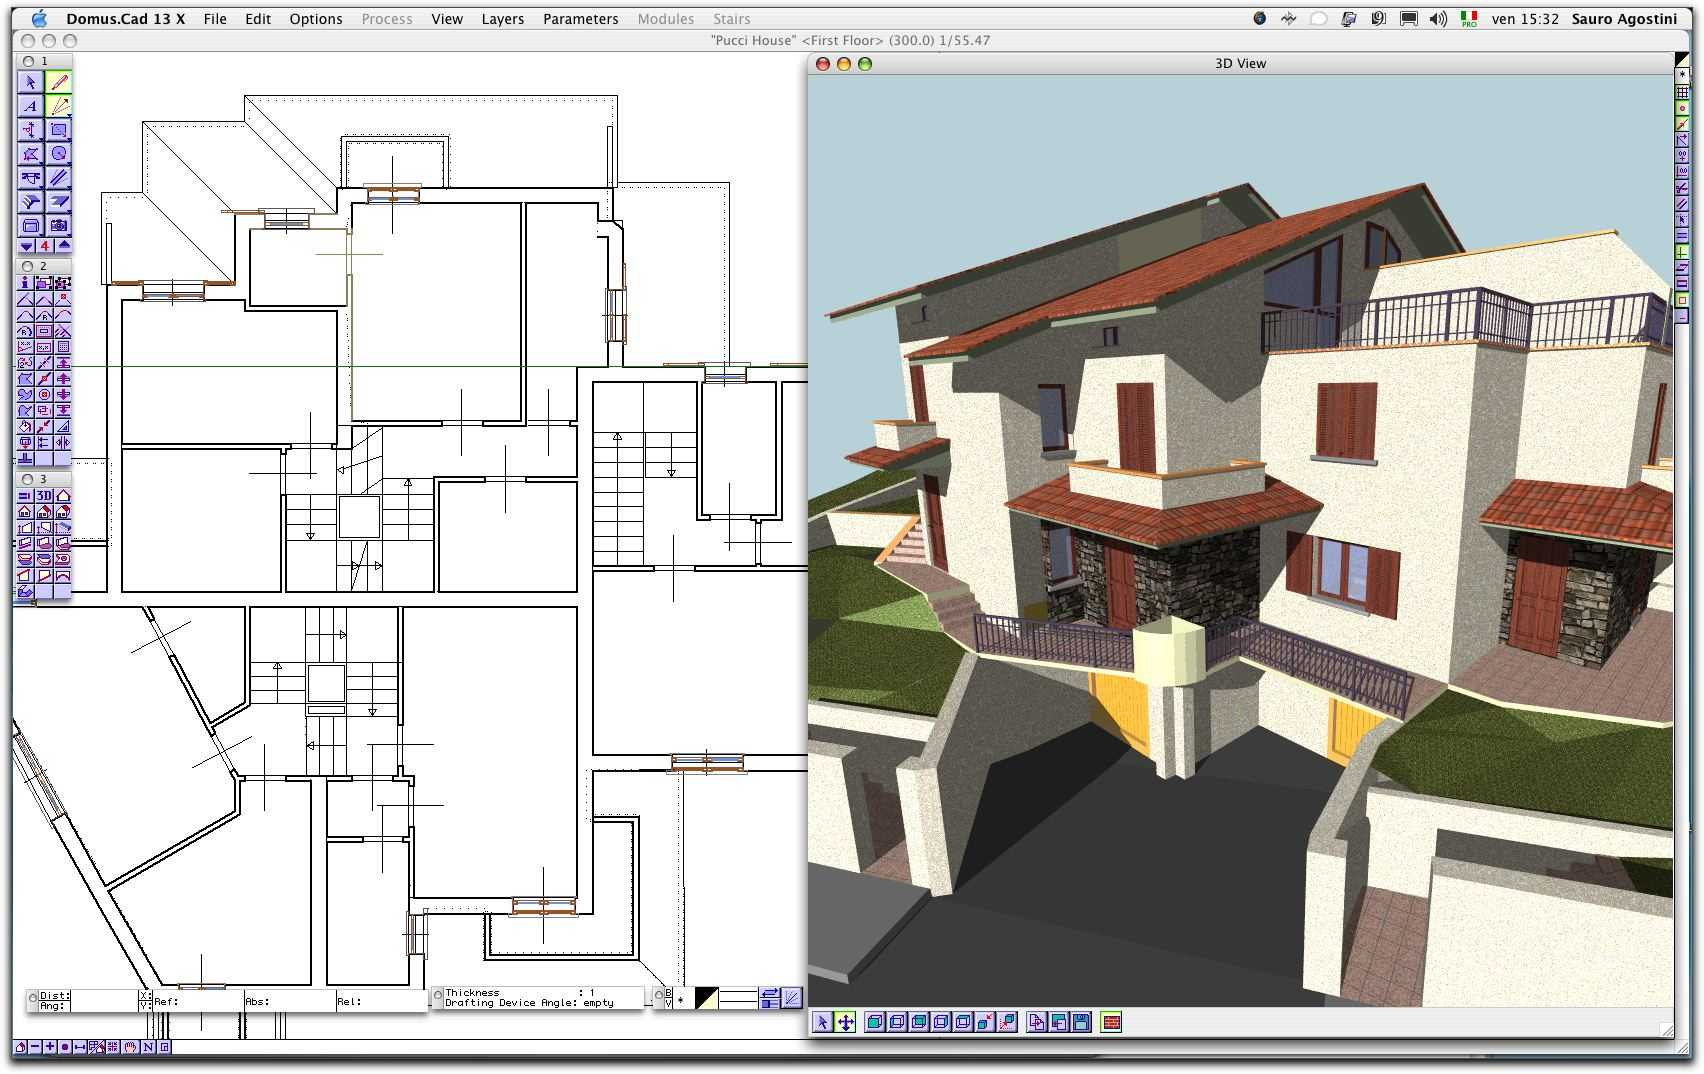 Domus.Cad 13 X File Edit Options Process View Layers Parameters Modules Stairs
PRO
ven 15:32 Sauro Agostini
"Pucci House" <First Floor> (300.0) 1/55.47
3D View
1
A
4
2
3
3D
Dist:
Ang:
X:
Y:
Ref:
Abs:
Rel:
Thickness : 1
Drafting Device Angle: empty
B
V
*
N